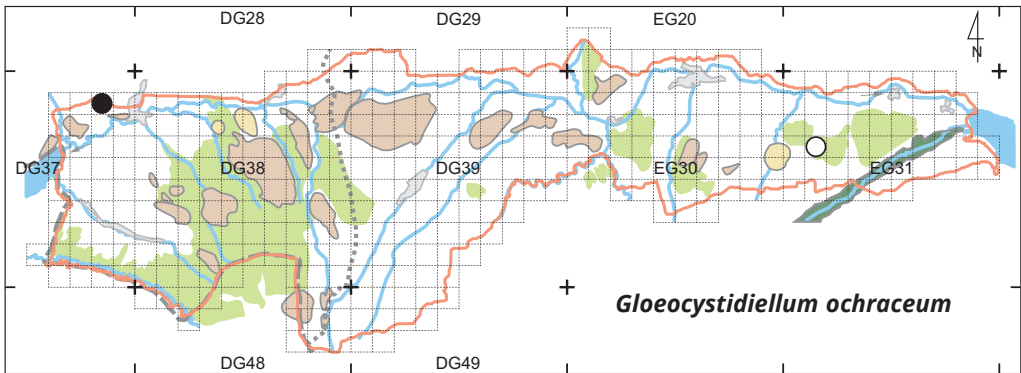 DG28 DG29 EG20
N
DG37 DG38 DG39 EG30 EG31
Gloeocystidiellum ochraceum
DG48 DG49